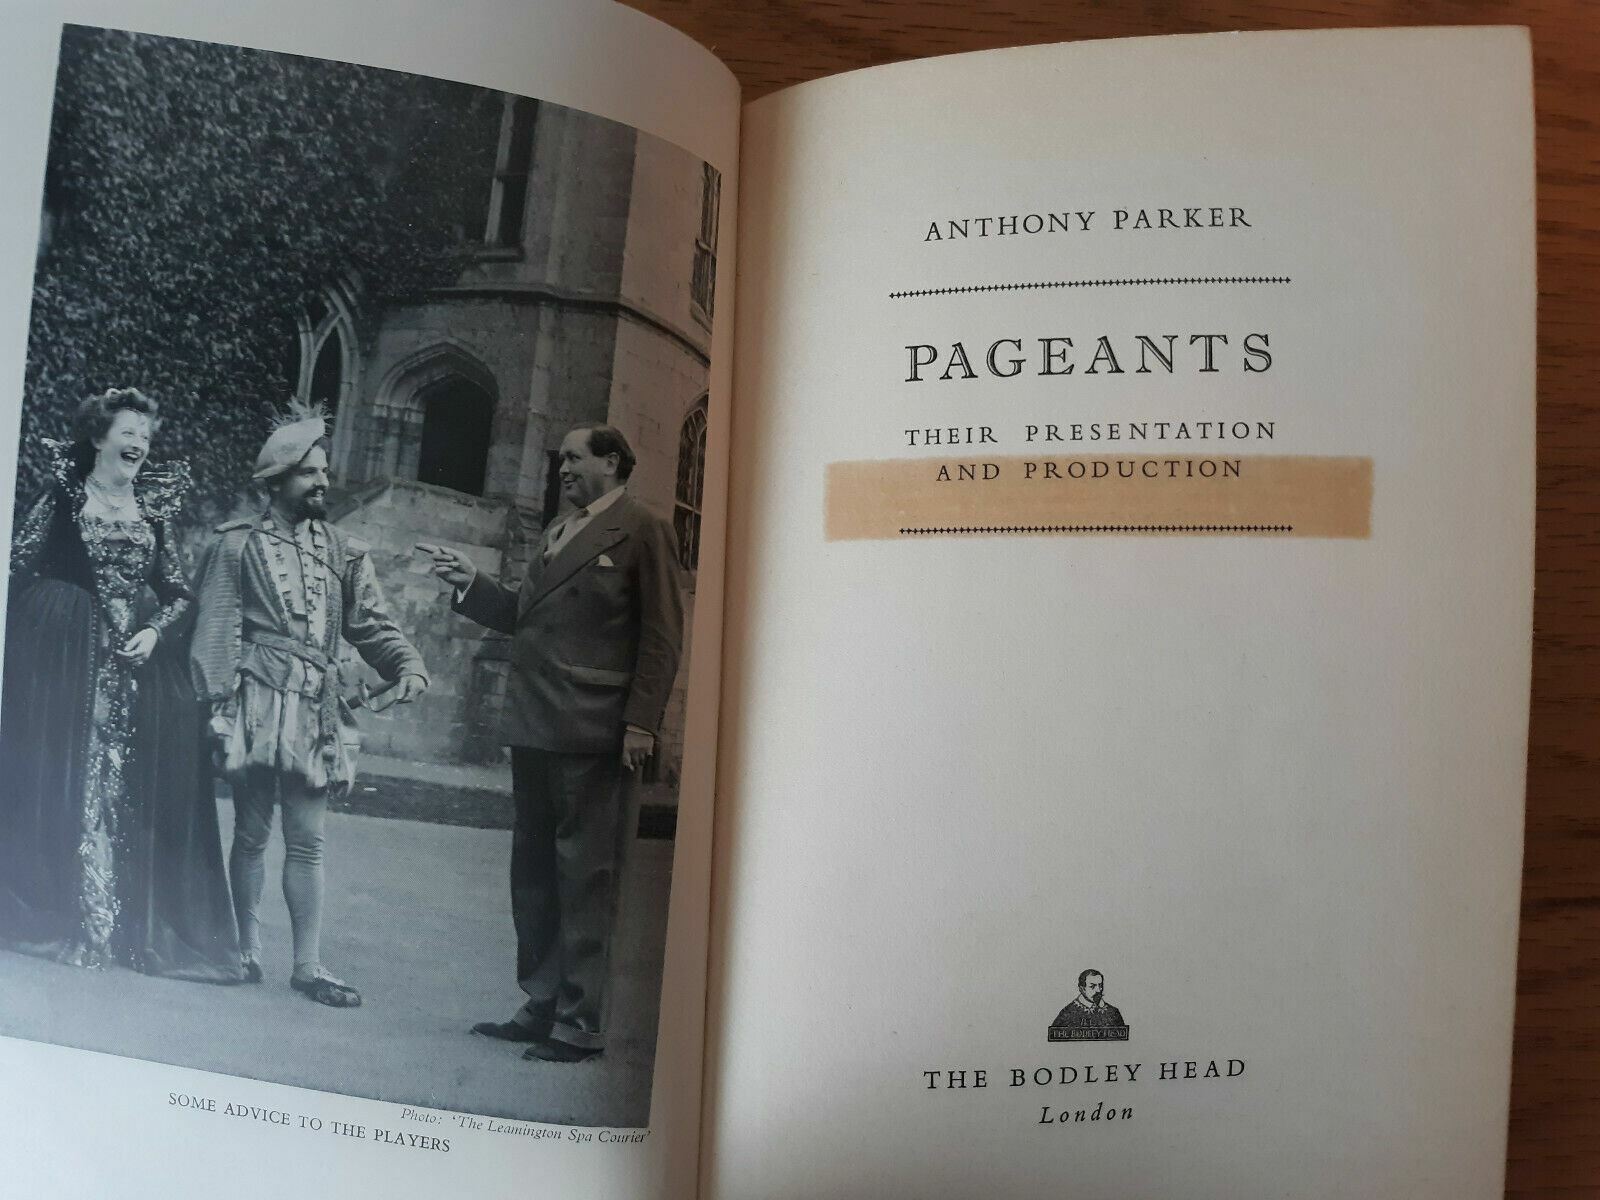 SOME ADVICE TO THE PLAYERS
Photo: 'The Leamington Spa Courier'
ANTHONY PARKER
PAGEANTS
THEIR PRESENTATION
AND PRODUCTION
THE BODLEY HEAD
THE BODLEY HEAD
London